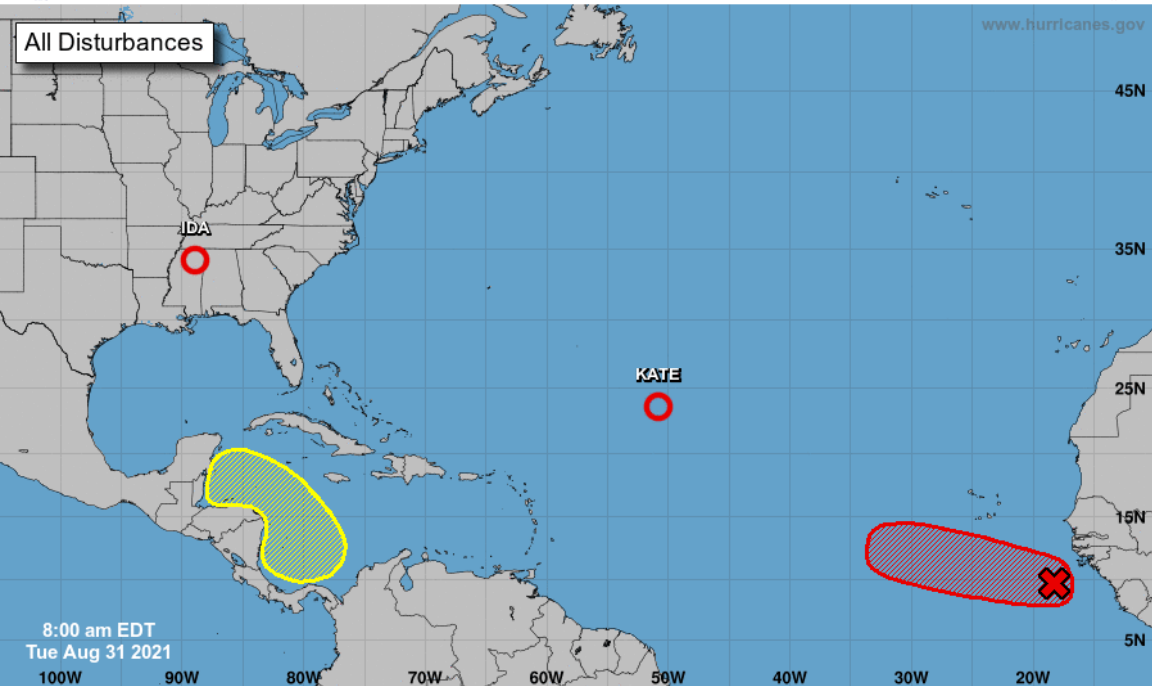 All Disturbances
www.hurricanes.gov
45N
IDA
35N
KATE
25N
15N
8:00 am EDT
Tue Aug 31 2021
5N
100W 90W 80W 70W 60W 50W 40W 30W 20W